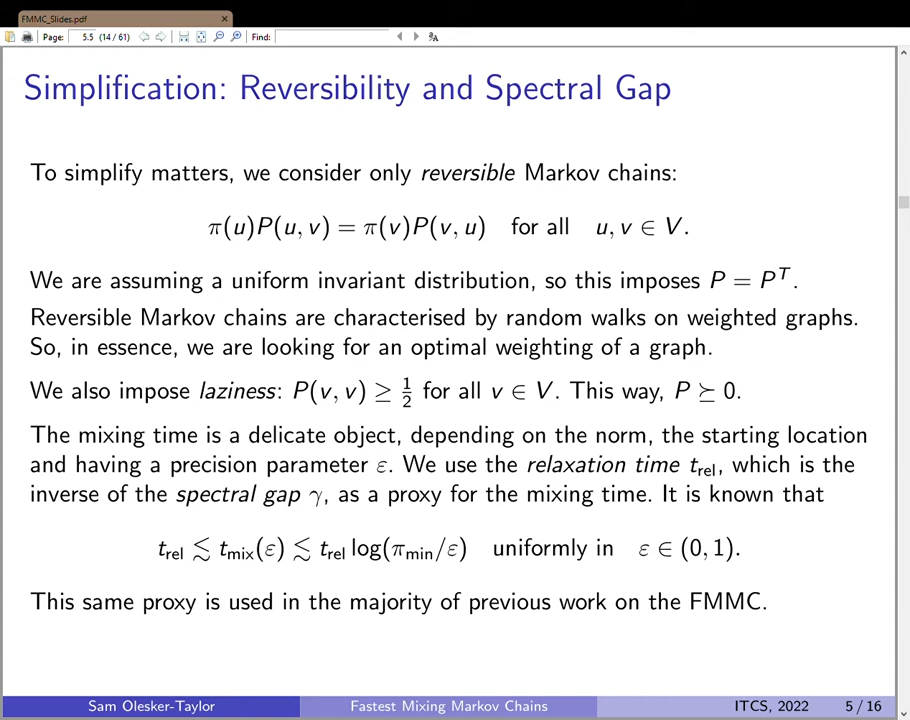 FMMC_Slides.pdf
Page: 5.5 (14/61) Find:
Simplification: Reversibility and Spectral Gap
To simplify matters, we consider only reversible Markov chains:
π(u)P(u, v) = π(v)P(v, u) for all u, v ∈ V.
We are assuming a uniform invariant distribution, so this imposes P = Pᵀ.
Reversible Markov chains are characterised by random walks on weighted graphs.
So, in essence, we are looking for an optimal weighting of a graph.
We also impose laziness: P(v, v) ≥ 1/2 for all v ∈ V. This way, P ⪰ 0.
The mixing time is a delicate object, depending on the norm, the starting location
and having a precision parameter ε. We use the relaxation time t_rel, which is the
inverse of the spectral gap γ, as a proxy for the mixing time. It is known that
t_rel ≲ t_mix(ε) ≲ t_rel log(π_min/ε) uniformly in ε ∈ (0, 1).
This same proxy is used in the majority of previous work on the FMMC.
Sam Olesker-Taylor Fastest Mixing Markov Chains ITCS, 2022 5 / 16